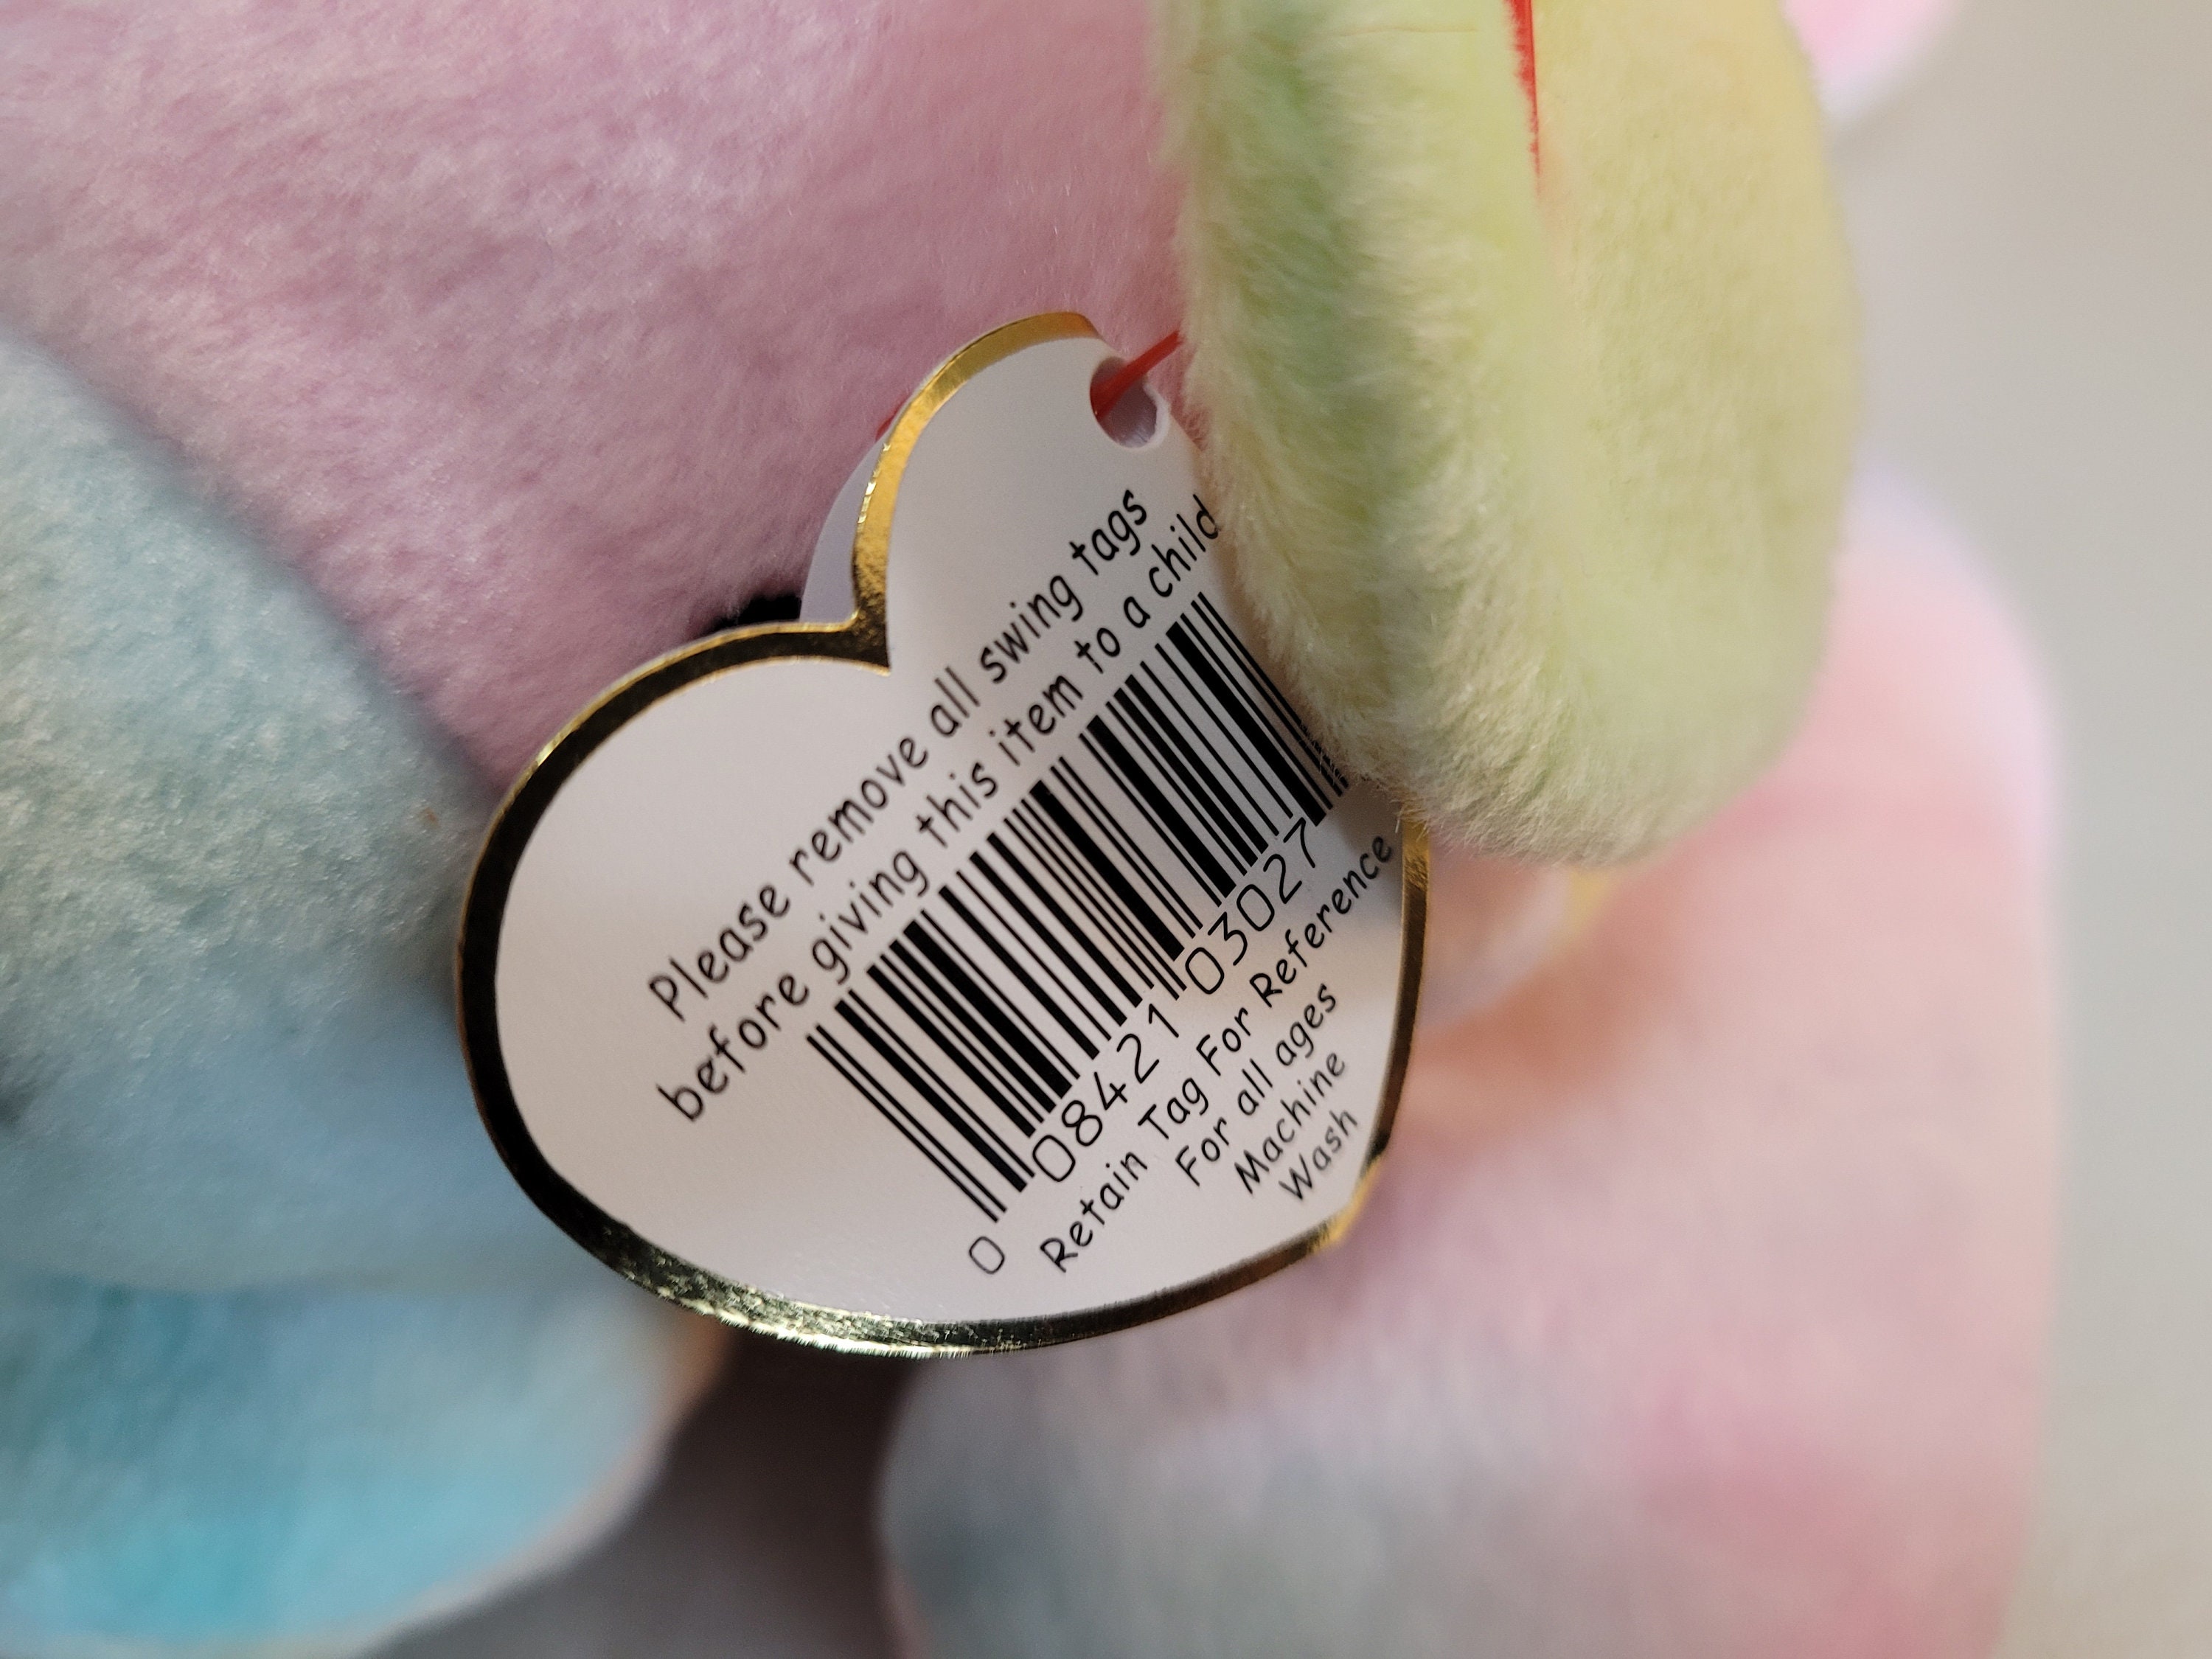 Please remove all swing tags
before giving this item to a child
0 08421 03027
Retain Tag For Reference
For all ages
Machine
Wash